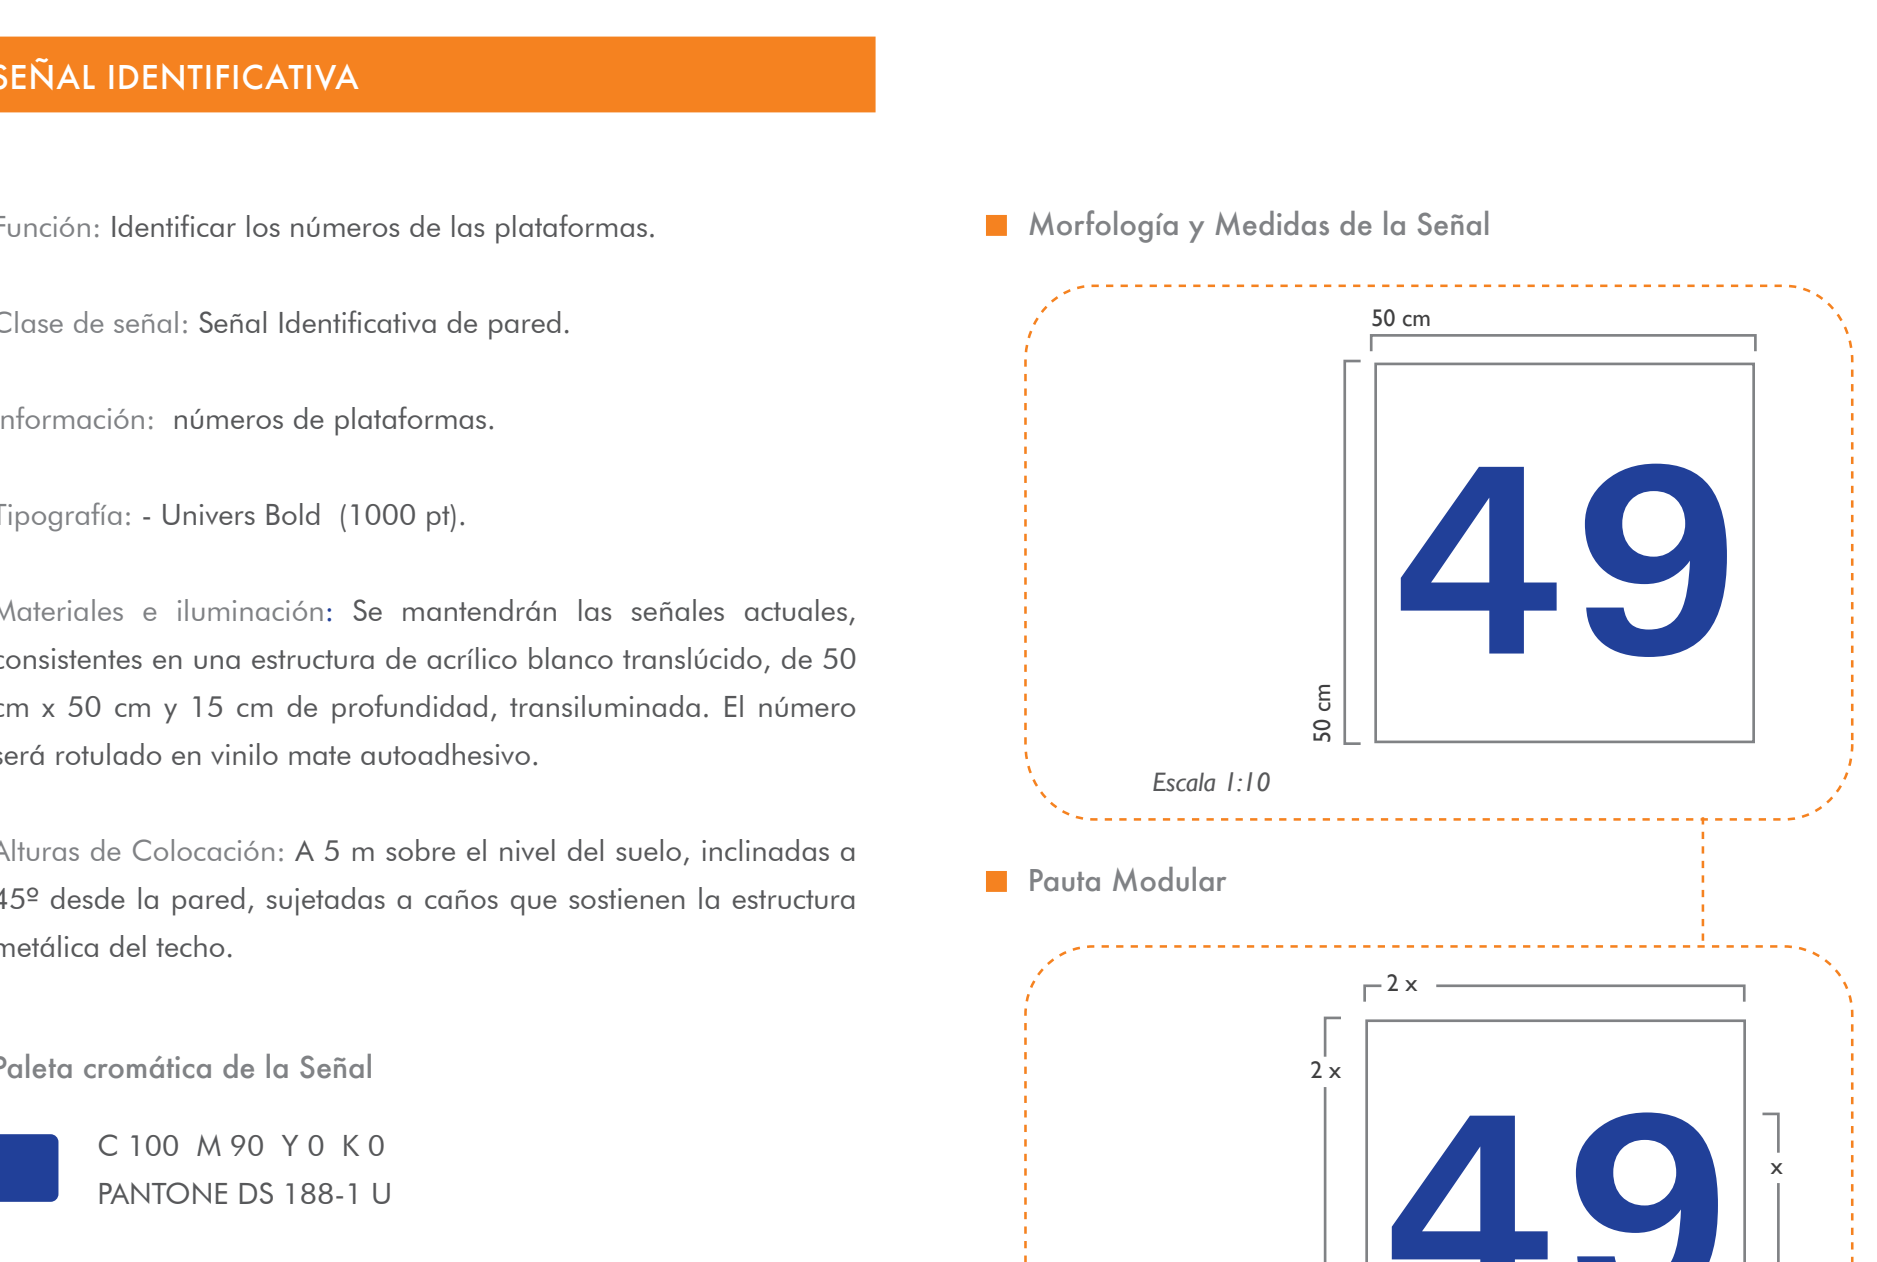 SEÑAL IDENTIFICATIVA
Función: Identificar los números de las plataformas.
Clase de señal: Señal Identificativa de pared.
Información: números de plataformas.
Tipografía: - Univers Bold (1000 pt).
Materiales e iluminación: Se mantendrán las señales actuales,
consistentes en una estructura de acrílico blanco translúcido, de 50
cm x 50 cm y 15 cm de profundidad, transiluminada. El número
será rotulado en vinilo mate autoadhesivo.
Alturas de Colocación: A 5 m sobre el nivel del suelo, inclinadas a
45º desde la pared, sujetadas a caños que sostienen la estructura
metálica del techo.
Paleta cromática de la Señal
C 100 M 90 Y 0 K 0
PANTONE DS 188-1 U
Morfología y Medidas de la Señal
50 cm
49
50 cm
Escala 1:10
Pauta Modular
2 x
2 x
49
x